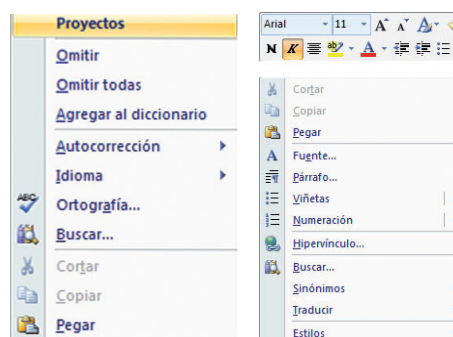 Proyectos
Omitir
Omitir todas
Agregar al diccionario
Autocorrección
Idioma
Ortografía...
Buscar...
Cortar
Copiar
Pegar
Arial 11
N K
Cortar
Copiar
Pegar
Fuente...
Párrafo...
Viñetas
Numeración
Hipervínculo...
Buscar...
Sinónimos
Traducir
Estilos